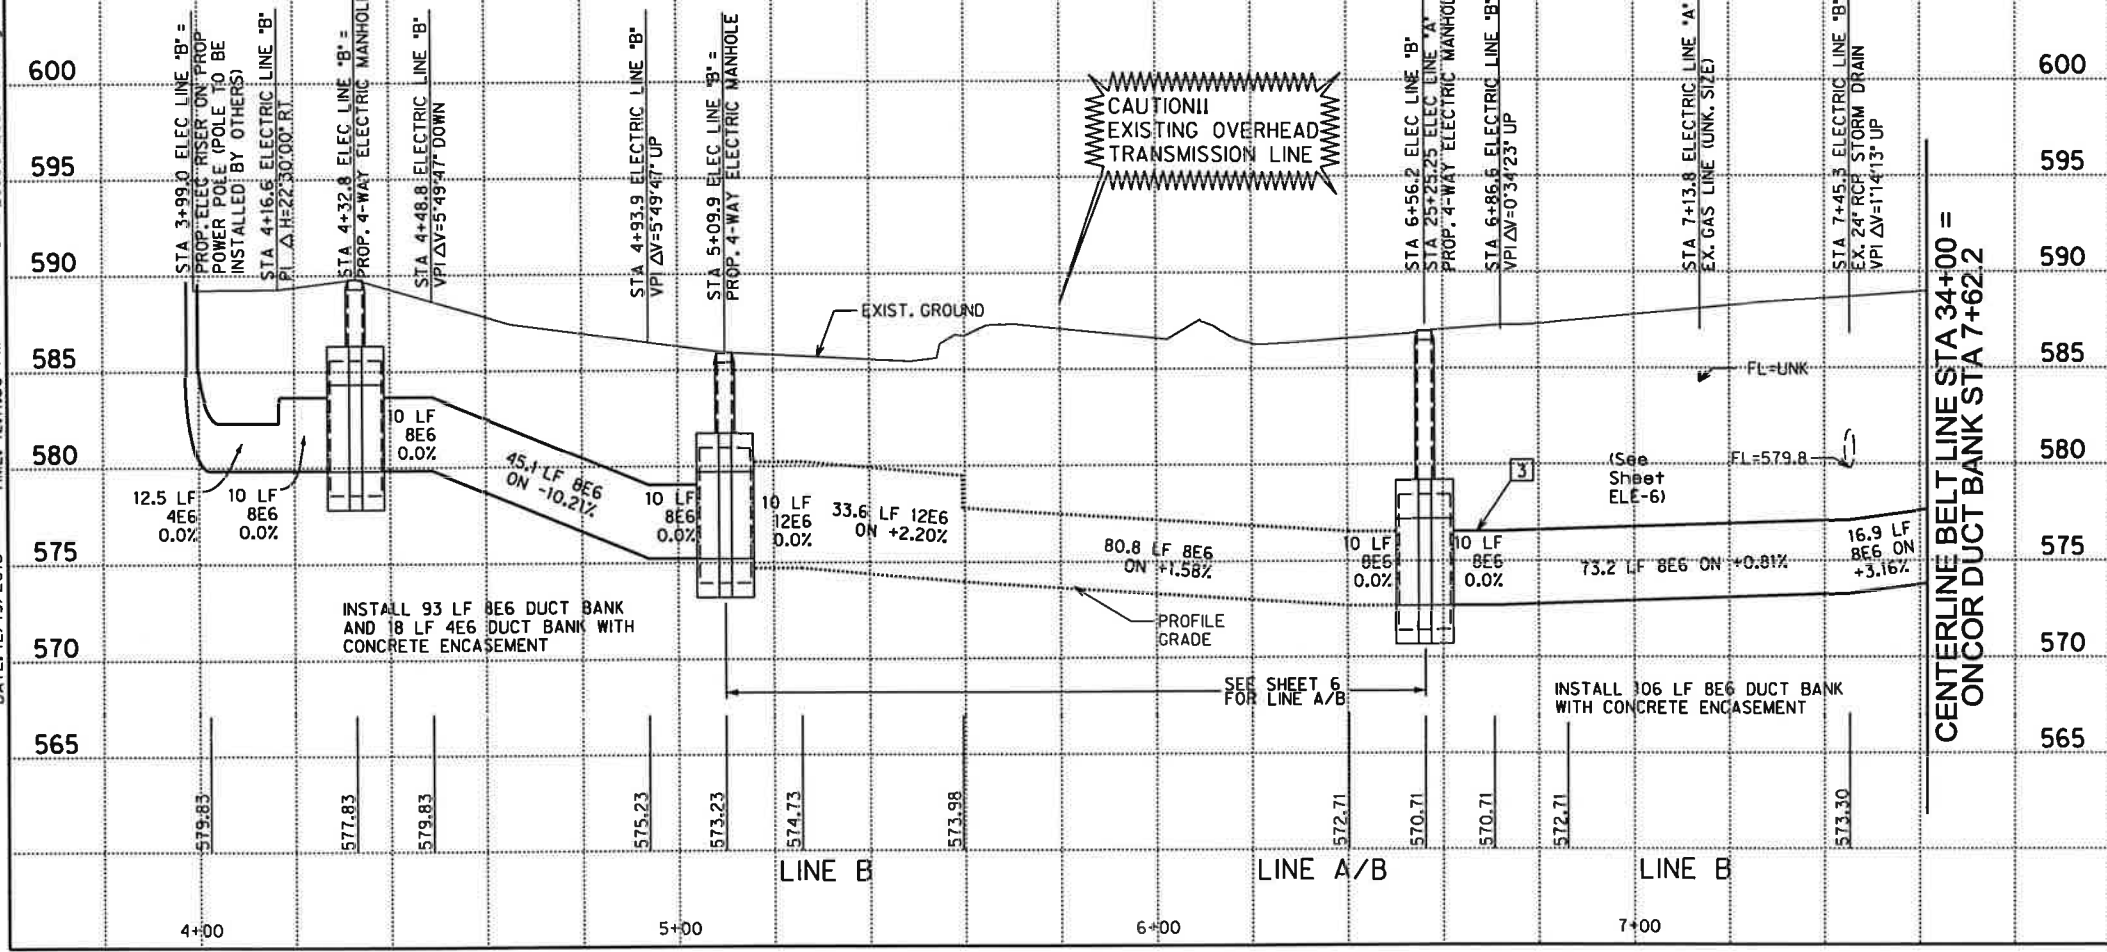 STA 3+99.0 ELEC LINE "B" =
PROP. ELEC RISER ON PROP
POWER POLE (POLE TO BE
INSTALLED BY OTHERS)
STA 4+16.6 ELECTRIC LINE "B"
PI △H=22°30'00" RT
STA 4+32.8 ELEC LINE "B" =
PROP. 4-WAY ELECTRIC MANHOLE
STA 4+48.8 ELECTRIC LINE "B"
VPI △V=5°49'47" DOWN
STA 4+93.9 ELECTRIC LINE "B"
VPI △V=5°49'47" UP
STA 5+09.9 ELEC LINE "B" =
PROP. 4-WAY ELECTRIC MANHOLE
CAUTION!!
EXISTING OVERHEAD
TRANSMISSION LINE
STA 6+56.2 ELEC LINE "B"
STA 25+25.25 ELEC LINE "A"
PROP. 4-WAY ELECTRIC MANHOL
STA 6+86.6 ELECTRIC LINE "B"
VPI △V=0°34'23" UP
STA 7+13.8 ELECTRIC LINE "A"
EX. GAS LINE (UNK. SIZE)
STA 7+45.3 ELECTRIC LINE "B"
EX. 24" RCP STORM DRAIN
VPI △V=1°14'13" UP
600
595
590
585
580
575
570
565
600
595
590
585
580
575
570
565
EXIST. GROUND
FL=UNK
FL=579.8
(See
Sheet
ELE-6)
3
12.5 LF
4E6
0.0%
10 LF
8E6
0.0%
10 LF
8E6
0.0%
45.1 LF 8E6
ON -10.21%
10 LF
8E6
0.0%
10 LF
12E6
0.0%
33.6 LF 12E6
ON +2.20%
80.8 LF 8E6
ON +1.58%
10 LF
8E6
0.0%
10 LF
8E6
0.0%
73.2 LF 8E6 ON +0.81%
16.9 LF
8E6 ON
+3.16%
PROFILE
GRADE
INSTALL 93 LF 8E6 DUCT BANK
AND 18 LF 4E6 DUCT BANK WITH
CONCRETE ENCASEMENT
SEE SHEET 6
FOR LINE A/B
INSTALL 106 LF 8E6 DUCT BANK
WITH CONCRETE ENCASEMENT
CENTERLINE BELT LINE STA 34+00 =
ONCOR DUCT BANK STA 7+62.2
579.83
577.83
579.83
575.23
573.23
574.73
573.98
572.71
570.71
570.71
572.71
573.30
LINE B
LINE A/B
LINE B
4+00
5+00
6+00
7+00